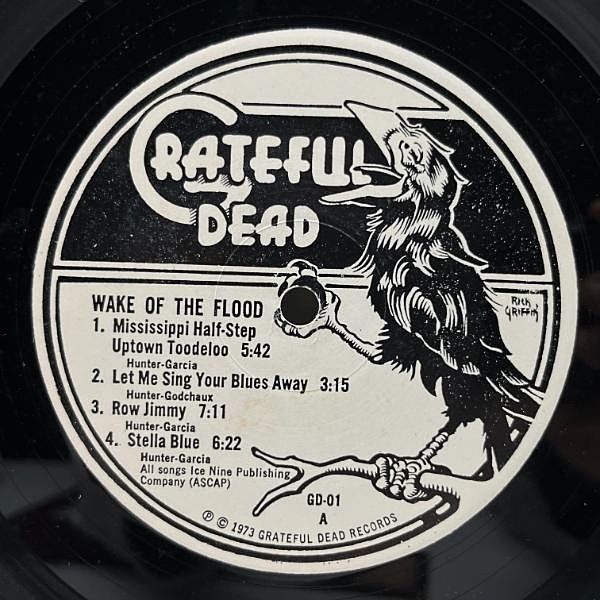 GRATEFUL
DEAD
RICK
GRIFFIN
WAKE OF THE FLOOD
1. Mississippi Half-Step
Uptown Toodeloo 5:42
Hunter-Garcia
2. Let Me Sing Your Blues Away 3:15
Hunter-Godchaux
3. Row Jimmy 7:11
Hunter-Garcia
4. Stella Blue 6:22
Hunter-Garcia
All songs Ice Nine Publishing
Company (ASCAP)
GD-01
A
℗ © 1973 GRATEFUL DEAD RECORDS